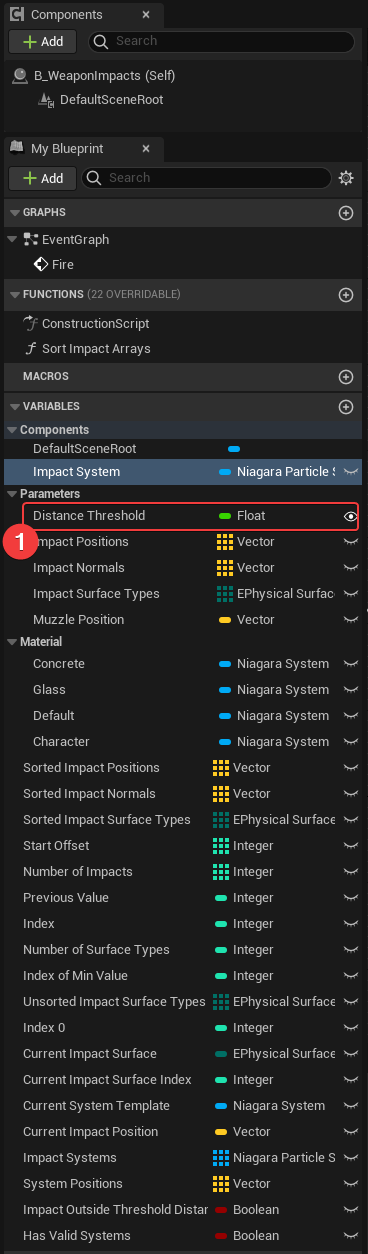 Components
Add
Search
B_WeaponImpacts (Self)
DefaultSceneRoot
My Blueprint
Add
Search
GRAPHS
EventGraph
Fire
FUNCTIONS (22 OVERRIDABLE)
ConstructionScript
Sort Impact Arrays
MACROS
VARIABLES
Components
DefaultSceneRoot
Impact System Niagara Particle S
Parameters
Distance Threshold Float
1
Impact Positions Vector
Impact Normals Vector
Impact Surface Types EPhysical Surfac
Muzzle Position Vector
Material
Concrete Niagara System
Glass Niagara System
Default Niagara System
Character Niagara System
Sorted Impact Positions Vector
Sorted Impact Normals Vector
Sorted Impact Surface Types EPhysical Surface
Start Offset Integer
Number of Impacts Integer
Previous Value Integer
Index Integer
Number of Surface Types Integer
Index of Min Value Integer
Unsorted Impact Surface Types EPhysical Surface
Index 0 Integer
Current Impact Surface EPhysical Surface
Current Impact Surface Index Integer
Current System Template Niagara System
Current Impact Position Vector
Impact Systems Niagara Particle S
System Positions Vector
Impact Outside Threshold Distar Boolean
Has Valid Systems Boolean